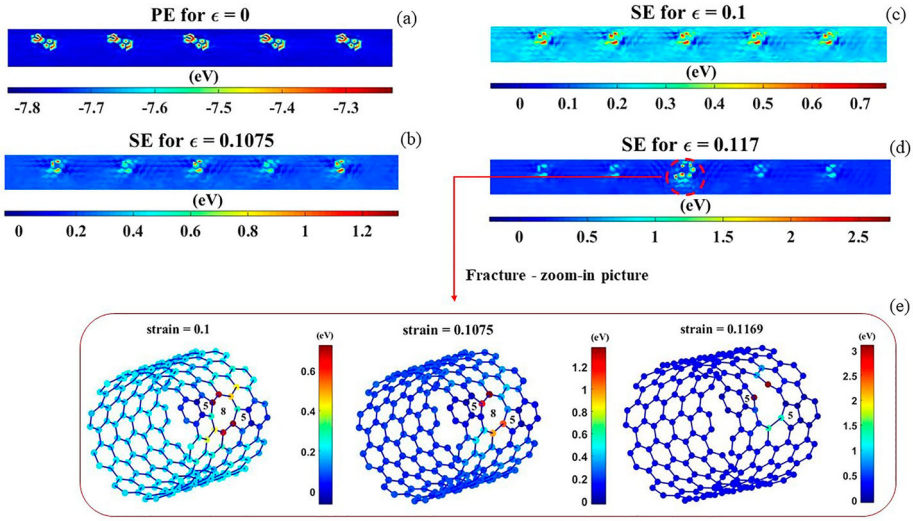 PE for ϵ = 0 (a)
(eV)
-7.8 -7.7 -7.6 -7.5 -7.4 -7.3
SE for ϵ = 0.1075 (b)
(eV)
0 0.2 0.4 0.6 0.8 1 1.2
SE for ϵ = 0.1 (c)
(eV)
0 0.1 0.2 0.3 0.4 0.5 0.6 0.7
SE for ϵ = 0.117 (d)
(eV)
0 0.5 1 1.5 2 2.5
Fracture - zoom-in picture
(e)
strain = 0.1
(eV)
0.6
0.4
0.2
0
5 8 5
strain = 0.1075
(eV)
1.2
1
0.8
0.6
0.4
0.2
0
5 8 5
strain = 0.1169
(eV)
3
2.5
2
1.5
1
0.5
0
5